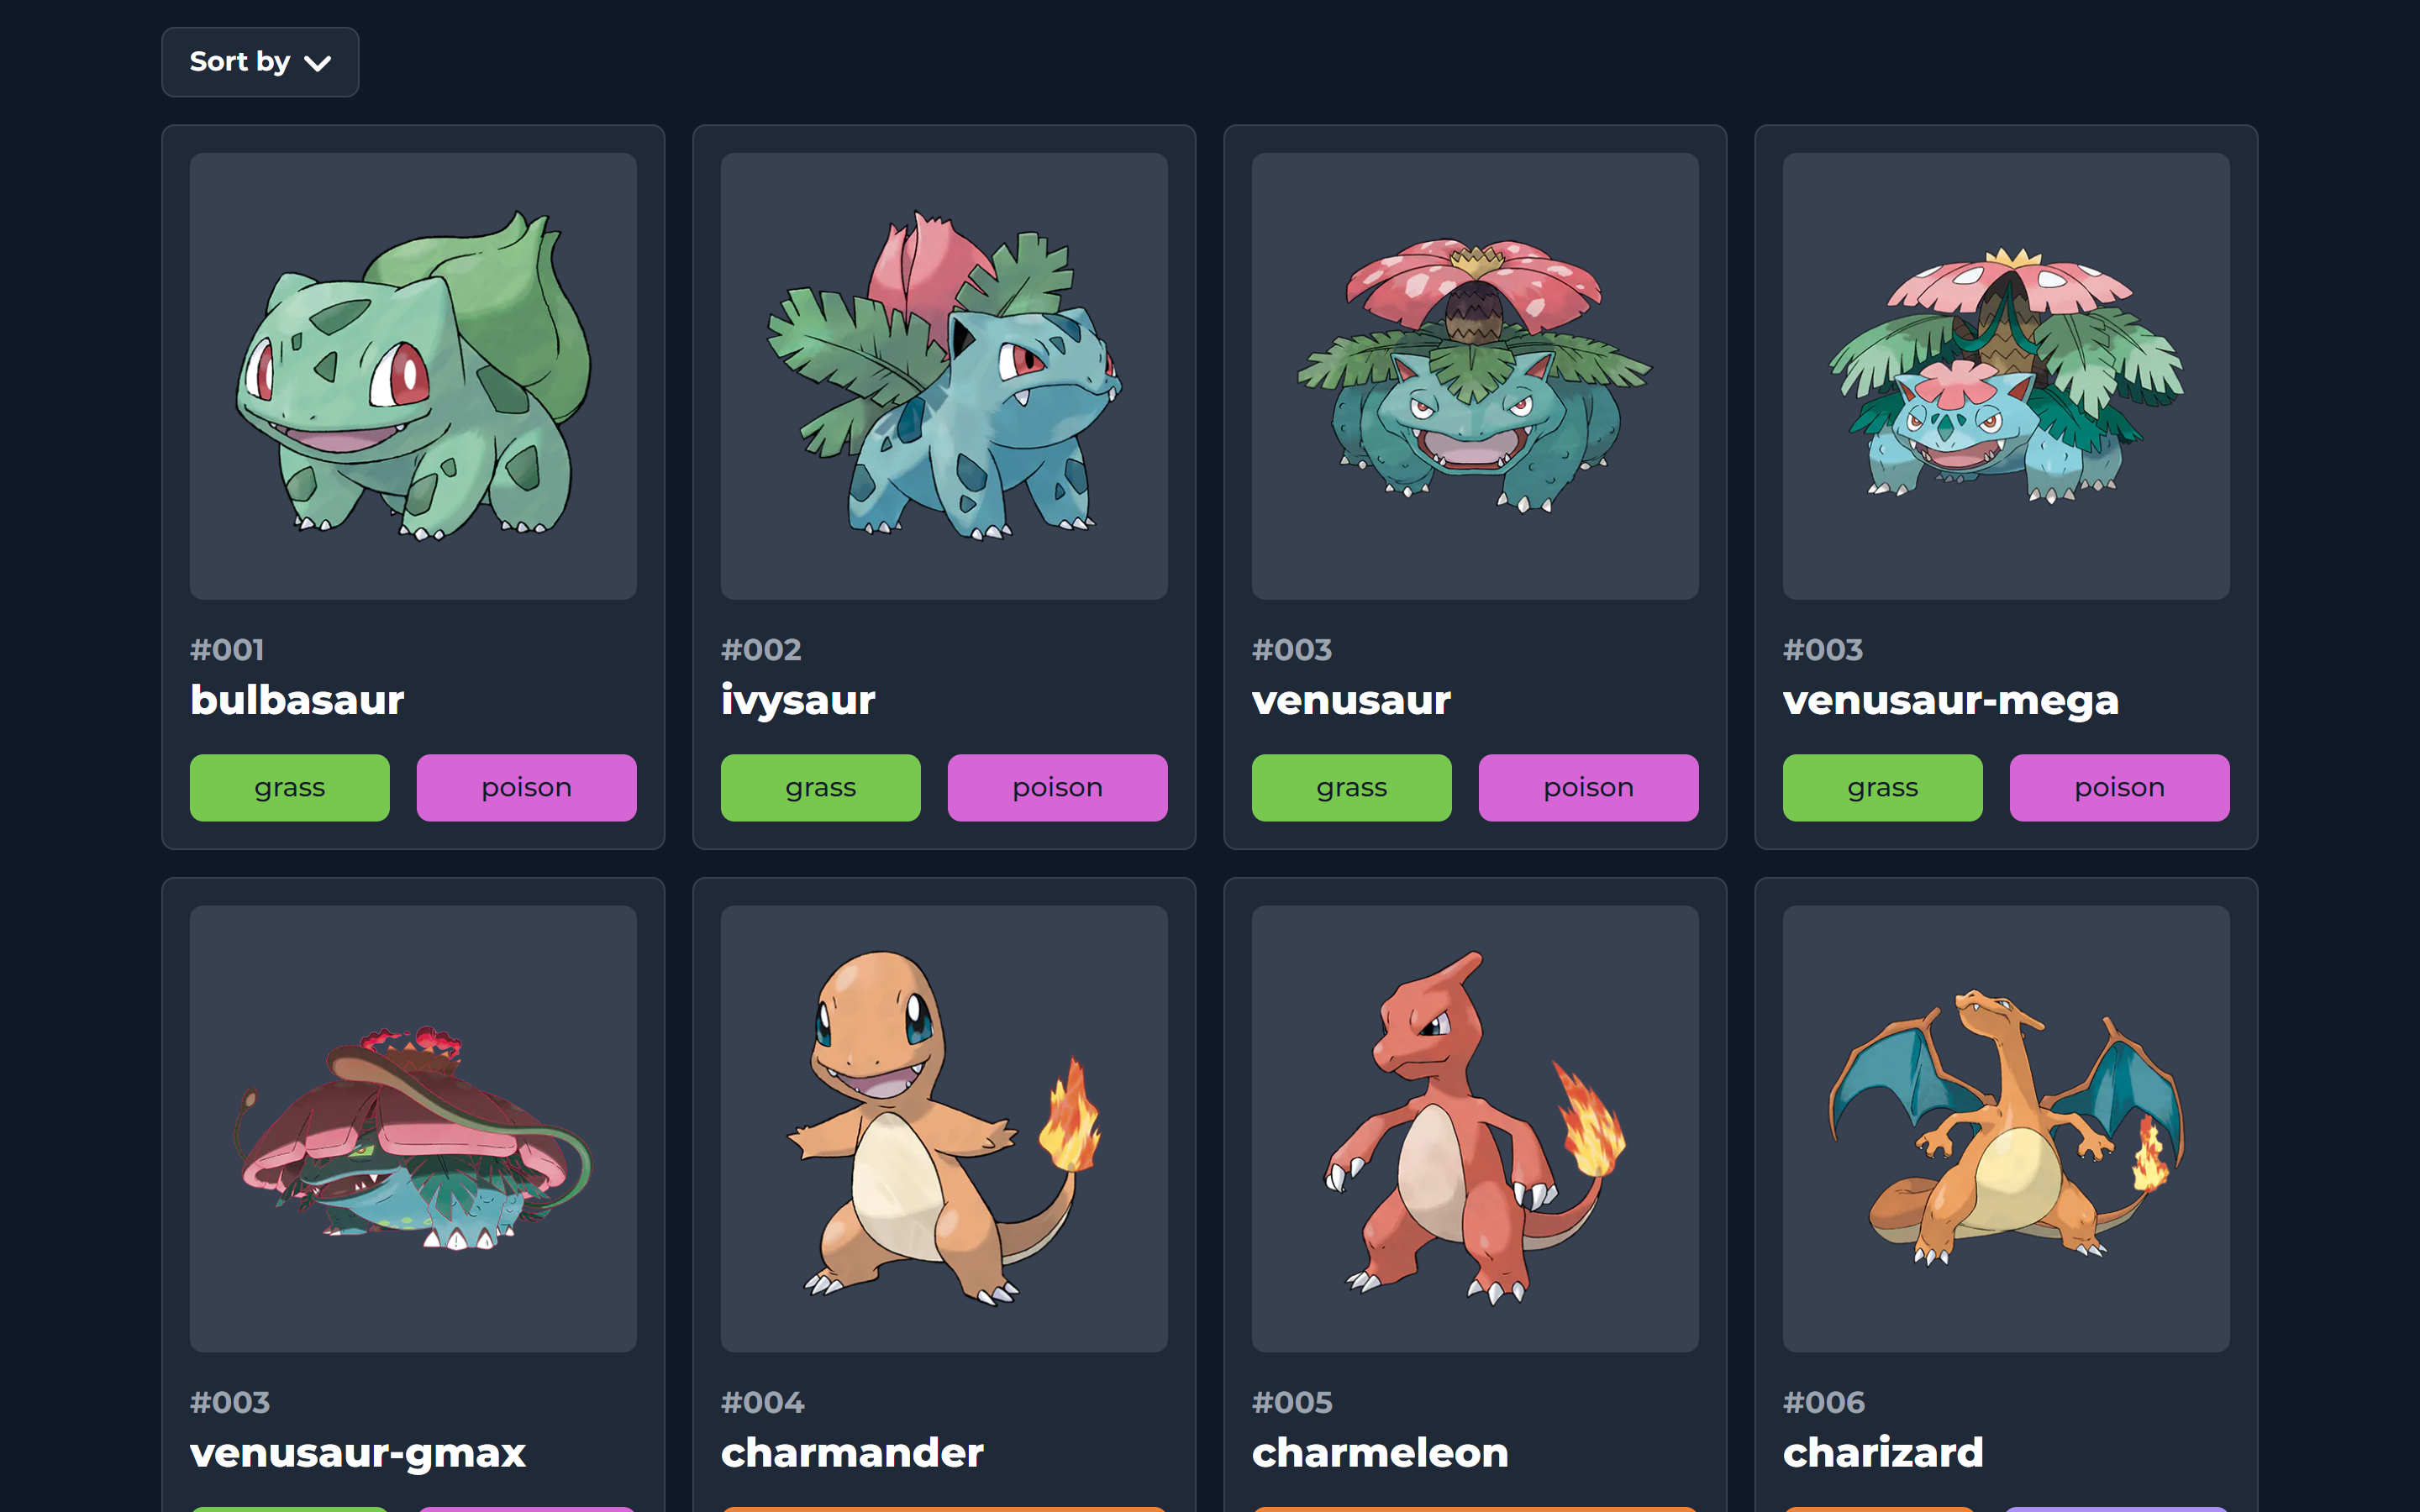 Sort by
#001
bulbasaur
grass poison
#002
ivysaur
grass poison
#003
venusaur
grass poison
#003
venusaur-mega
grass poison
#003
venusaur-gmax
#004
charmander
#005
charmeleon
#006
charizard